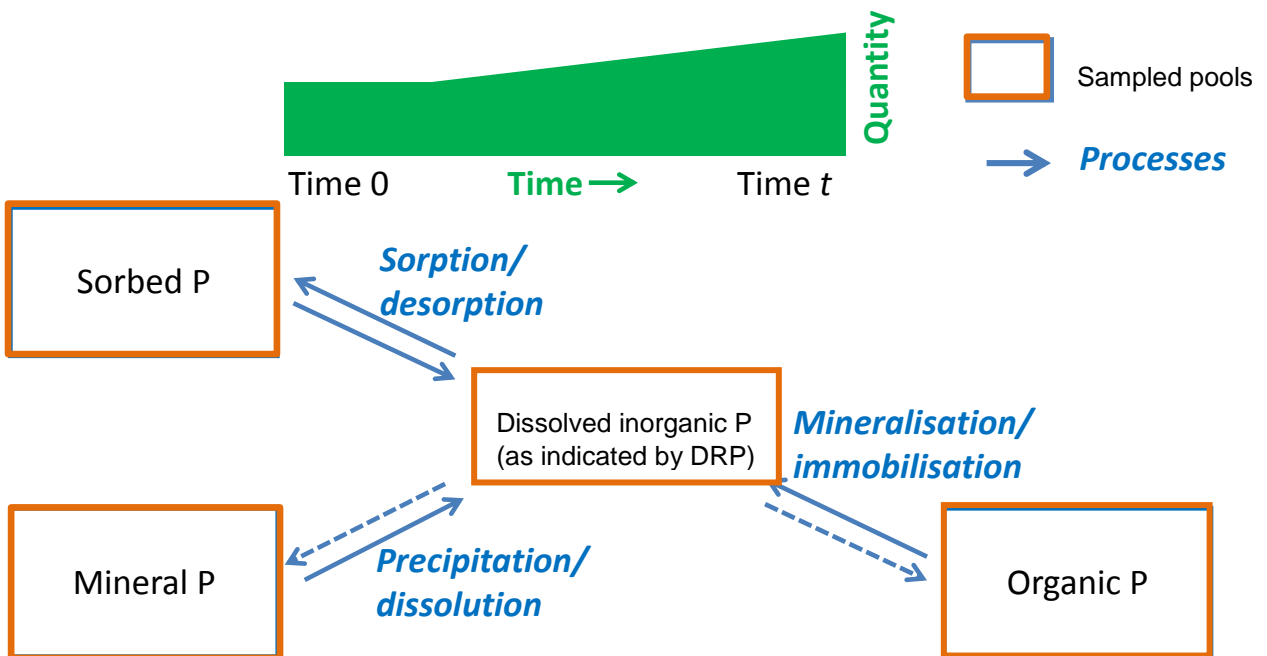 Quantity
Sampled pools
Processes
Time 0
Time
Time t
Sorbed P
Sorption/
desorption
Dissolved inorganic P
(as indicated by DRP)
Mineralisation/
immobilisation
Mineral P
Precipitation/
dissolution
Organic P